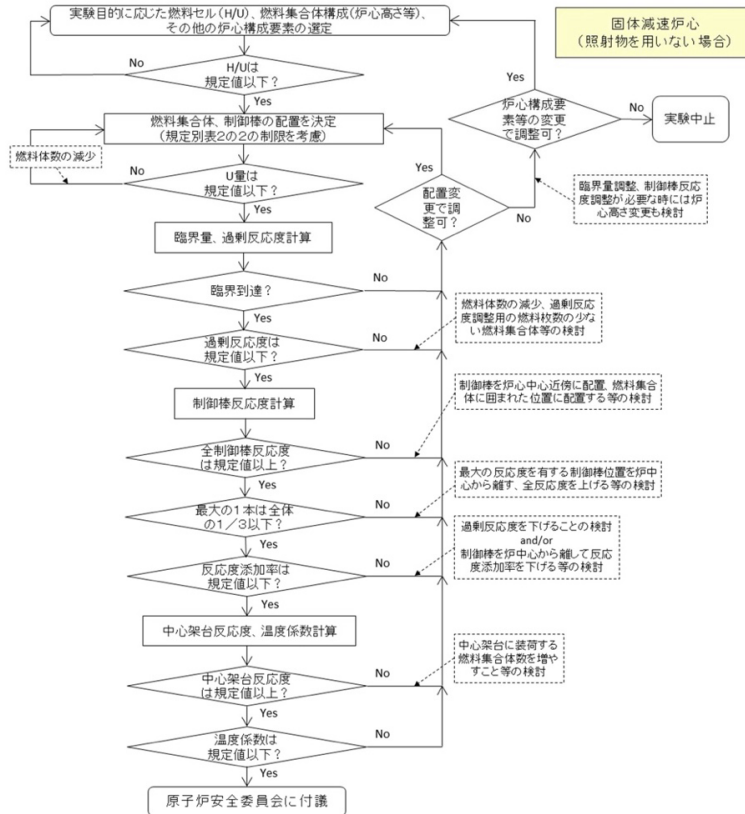 実験目的に応じた燃料セル(H/U)、燃料集合体構成(炉心高さ等)、
その他の炉心構成要素の選定
固体減速炉心
(照射物を用いない場合)
No
H/Uは
規定値以下?
Yes
Yes
炉心構成要
素等の変更
で調整可?
No
実験中止
燃料集合体、制御棒の配置を決定
(規定別表2の2の制限を考慮)
燃料体数の減少
No
U量は
規定値以下?
Yes
Yes
配置変
更で調
整可?
No
臨界量調整、制御棒反応
度調整が必要な時には炉
心高さ変更も検討
臨界量、過剰反応度計算
臨界到達?
No
Yes
過剰反応度は
規定値以下?
No
燃料体数の減少、過剰反応
度調整用の燃料枚数の少な
い燃料集合体等の検討
Yes
制御棒反応度計算
制御棒を炉心中心近傍に配置、燃料集合
体に囲まれた位置に配置する等の検討
全制御棒反応度
は規定値以上?
No
Yes
最大の反応度を有する制御棒位置を炉中
心から離す、全反応度を上げる等の検討
最大の1本は全体
の1/3以下?
No
Yes
過剰反応度を下げることの検討
and/or
制御棒を炉中心から離して反応
度添加率を下げる等の検討
反応度添加率は
規定値以下?
No
Yes
中心架台反応度、温度係数計算
中心架台に装荷する
燃料集合体数を増や
すこと等の検討
中心架台反応度
は規定値以上?
No
Yes
温度係数は
規定値以下?
No
Yes
原子炉安全委員会に付議